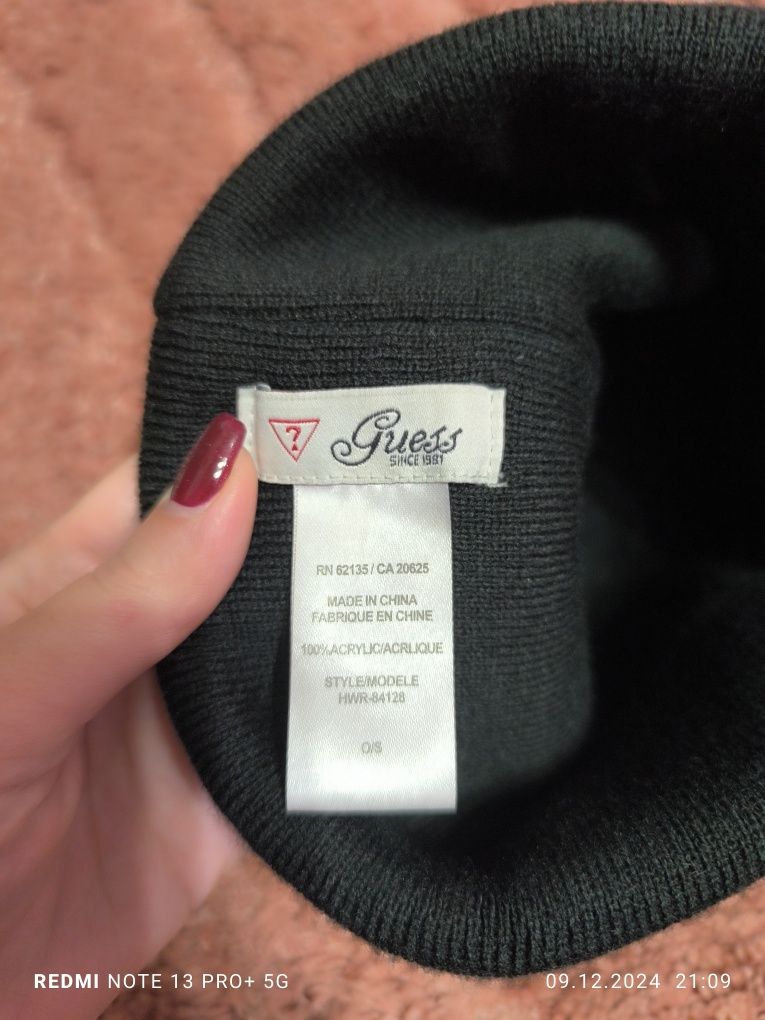 ?
Guess
SINCE 1981
RN 62135 / CA 20625
MADE IN CHINA
FABRIQUE EN CHINE
100%ACRYLIC/ACRLIQUE
STYLE/MODELE
HWR-84128
O/S
REDMI NOTE 13 PRO+ 5G
09.12.2024 21:09